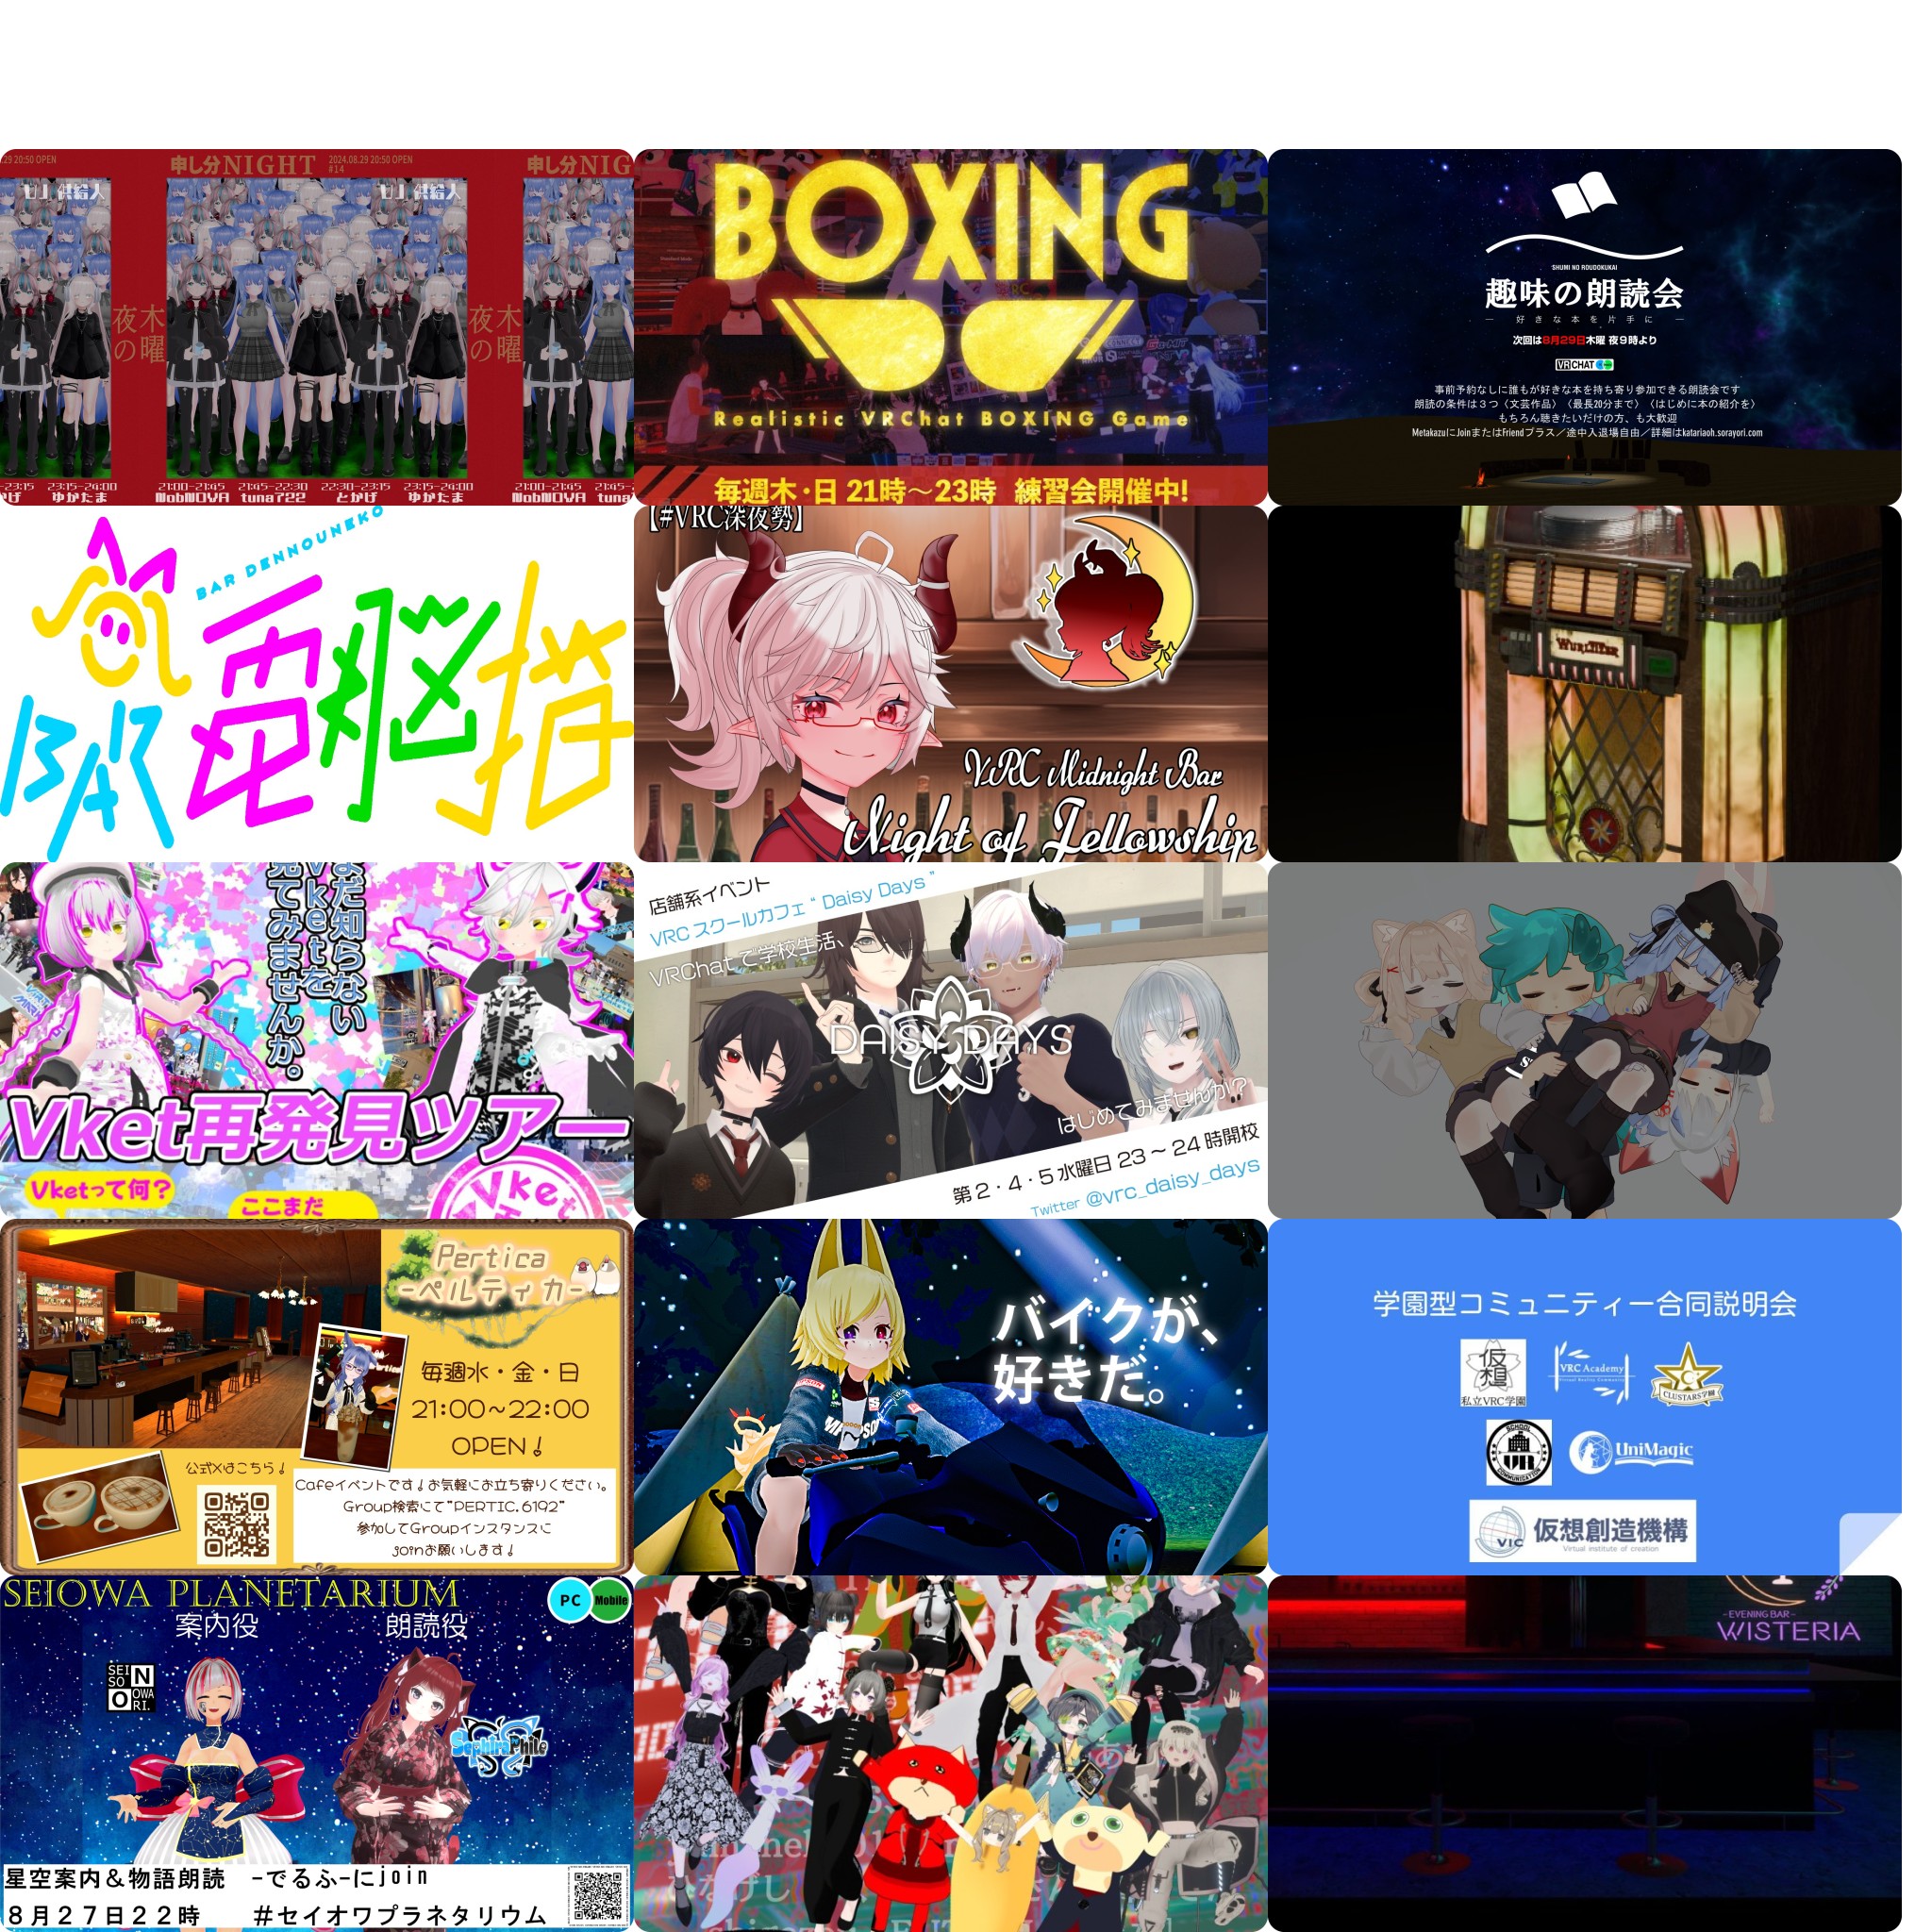 .29 20:50 OPEN
申し分NIGHT
2024.08.29 20:50 OPEN
#14
申し分NIG
DJ 供給人
DJ 供給人
木曜
夜の
木曜
夜の
-23:15
23:15-24:00
ゆかたま
21:00-21:45
NobNOVA
21:45-22:30
tuna722
22:30-23:15
とかげ
23:15-24:00
ゆかたま
21:00-21:45
NobNOVA
21:45
tuna
BOXING
Realistic VRChat BOXING Game
毎週木・日 21時～23時 練習会開催中!
SHUMI NO ROUDOKUKAI
趣味の朗読会
― 好きな本を片手に ―
次回は8月29日木曜 夜9時より
VRCHAT
事前予約なしに誰もが好きな本を持ち寄り参加できる朗読会です
朗読の条件は３つ〈文芸作品〉〈最長20分まで〉〈はじめに本の紹介を〉
もちろん聴きたいだけの方、も大歓迎
MetakazuにJoinまたはFriendプラス／途中入退場自由／詳細はkatariaoh.sorayori.com
BAR DENNOUNEKO
BAR
電脳猫
【#VRC深夜勢】
VRC Midnight Bar
Night of Fellowship
WURLITZER
まだ知らない
Vketを
見てみませんか。
Vket再発見ツアー
Vketって何?
ここまだ
Vket
店舗系イベント
VRC スクールカフェ “ Daisy Days ”
VRChat で学校生活、
DAISY DAYS
はじめてみませんか?
第 2・4・5 水曜日 23 ～ 24 時開校
Twitter @vrc_daisy_days
Pertica
-ペルティカ-
毎週水・金・日
21:00~22:00
OPEN!
公式Xはこちら!
Cafeイベントです!お気軽にお立ち寄りください。
Group検索にて"PERTIC.6192"
参加してGroupインスタンスに
joinお願いします!
バイクが、
好きだ。
学園型コミュニティー合同説明会
仮想
私立VRC学園
VRC Academy
Virtual Reality Community
C
CLUSTARS学園
SCHOOL
VR
COMMUNICATION
UniMagic
VIC
仮想創造機構
Virtual institute of creation
SEIOWA PLANETARIUM
PC
Mobile
案内役
朗読役
SEI
SO
N
O
OWA
RI.
SephiraPhile
星空案内＆物語朗読 -でるふ-にjoin
８月２７日２２時 ＃セイオワプラネタリウム
-EVENING BAR-
WISTERIA